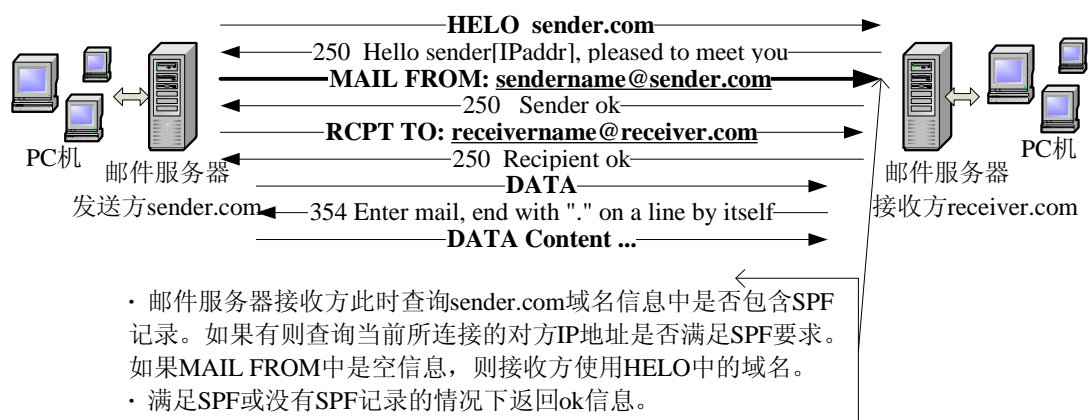 HELO sender.com
250 Hello sender[IPaddr], pleased to meet you
MAIL FROM: sendername@sender.com
250 Sender ok
RCPT TO: receivername@receiver.com
250 Recipient ok
DATA
354 Enter mail, end with "." on a line by itself
DATA Content ...
PC机
邮件服务器
发送方sender.com
PC机
邮件服务器
接收方receiver.com
· 邮件服务器接收方此时查询sender.com域名信息中是否包含SPF
记录。如果有则查询当前所连接的对方IP地址是否满足SPF要求。
如果MAIL FROM中是空信息，则接收方使用HELO中的域名。
· 满足SPF或没有SPF记录的情况下返回ok信息。